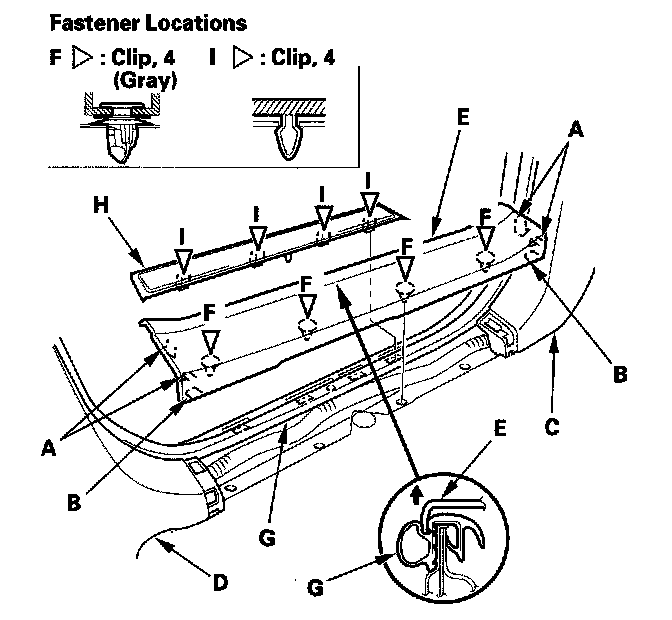 Fastener Locations
F ▷ : Clip, 4 I ▷ : Clip, 4
(Gray)
E
A
I
I
H
I
I
F
F
F
F
B
A
C
E
B
G
G
D